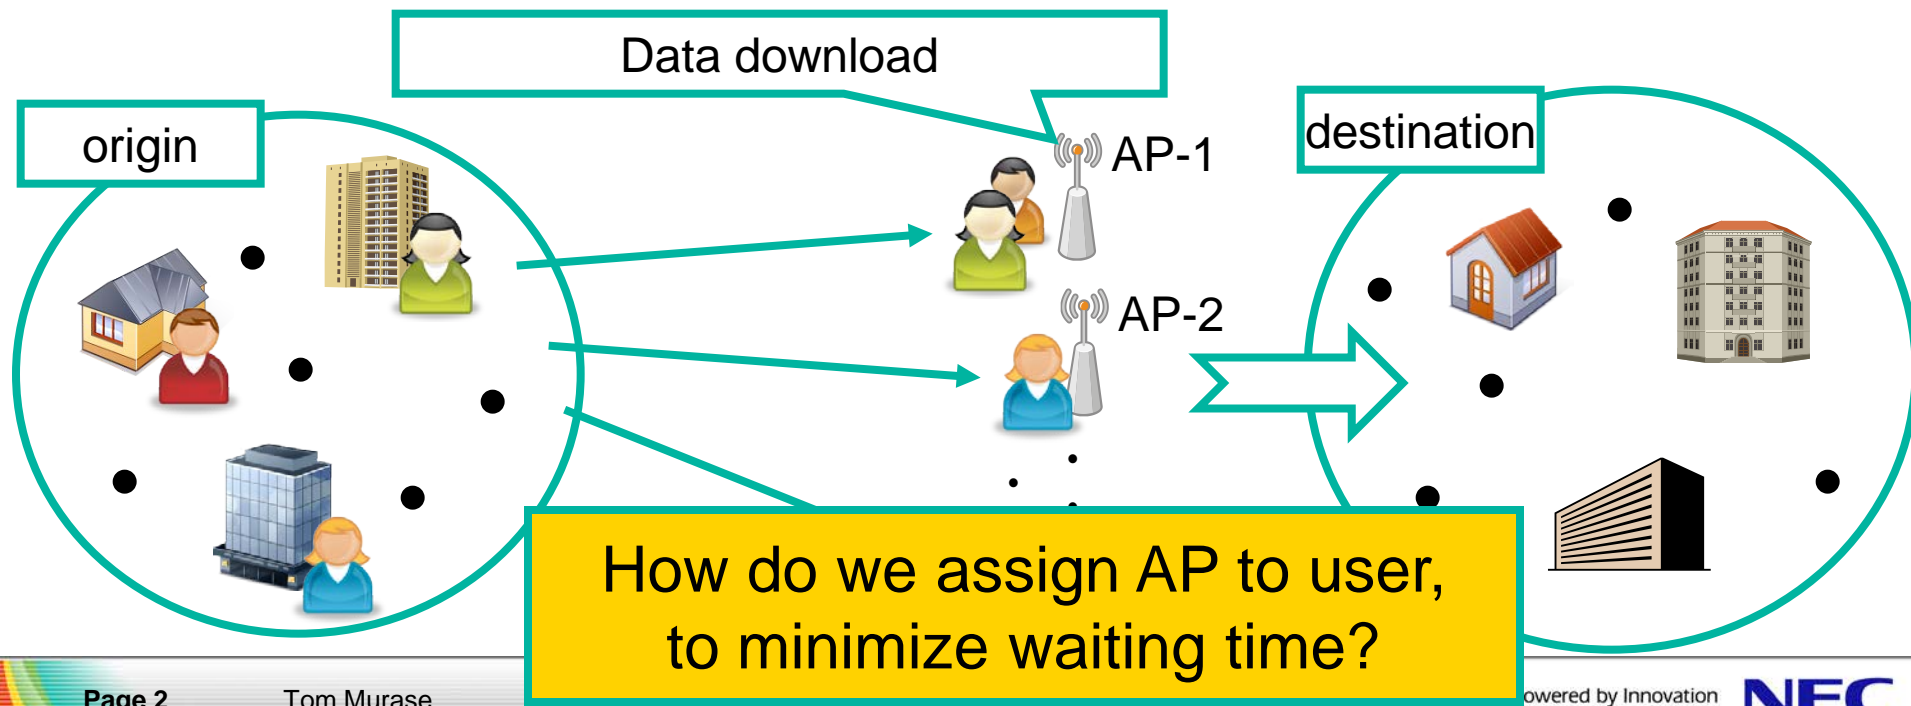 Data download
origin
destination
AP-1
AP-2
How do we assign AP to user,
to minimize waiting time?
Page 2
Tom Murase
owered by Innovation
NEC